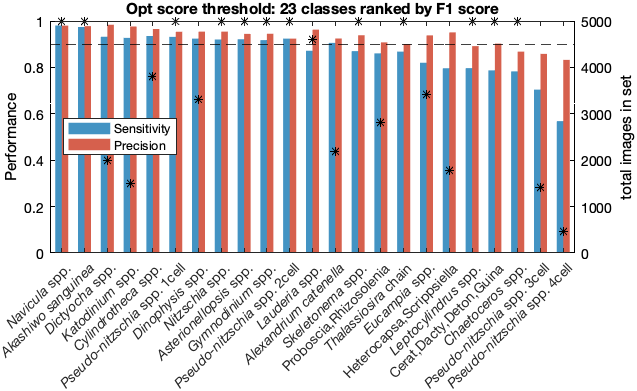 Opt score threshold: 23 classes ranked by F1 score
1
0.8
0.6
0.4
0.2
0
Performance
5000
4000
3000
2000
1000
0
total images in set
Sensitivity
Precision
Navicula spp.
Akashiwo sanguinea
Dictyocha spp.
Katodinium spp.
Cylindrotheca spp.
Pseudo-nitzschia spp. 1cell
Dinophysis spp.
Nitzschia spp.
Asterionellopsis spp.
Gymnodinium spp.
Pseudo-nitzschia spp. 2cell
Lauderia spp.
Alexandrium catenella
Skeletonema spp.
Proboscia,Rhizosolenia
Thalassiosira chain
Eucampia spp.
Heterocapsa,Scrippsiella
Leptocylindrus spp.
Cerat,Dacty,Deton,Guina
Chaetoceros spp.
Pseudo-nitzschia spp. 3cell
Pseudo-nitzschia spp. 4cell